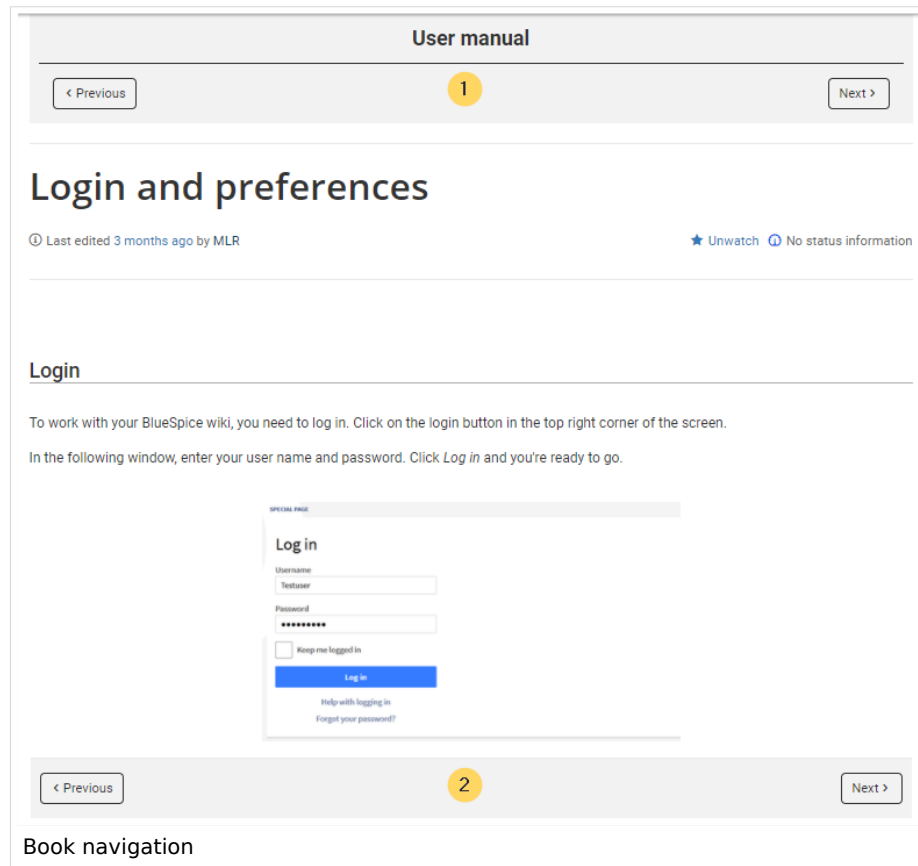 User manual
< Previous
1
Next >
Login and preferences
Last edited 3 months ago by MLR
Unwatch No status information
Login
To work with your BlueSpice wiki, you need to log in. Click on the login button in the top right corner of the screen.
In the following window, enter your user name and password. Click Log in and you're ready to go.
SPECIAL PAGE
Log in
Username
Testuser
Password
•••••••••
Keep me logged in
Log in
Help with logging in
Forgot your password?
< Previous
2
Next >
Book navigation